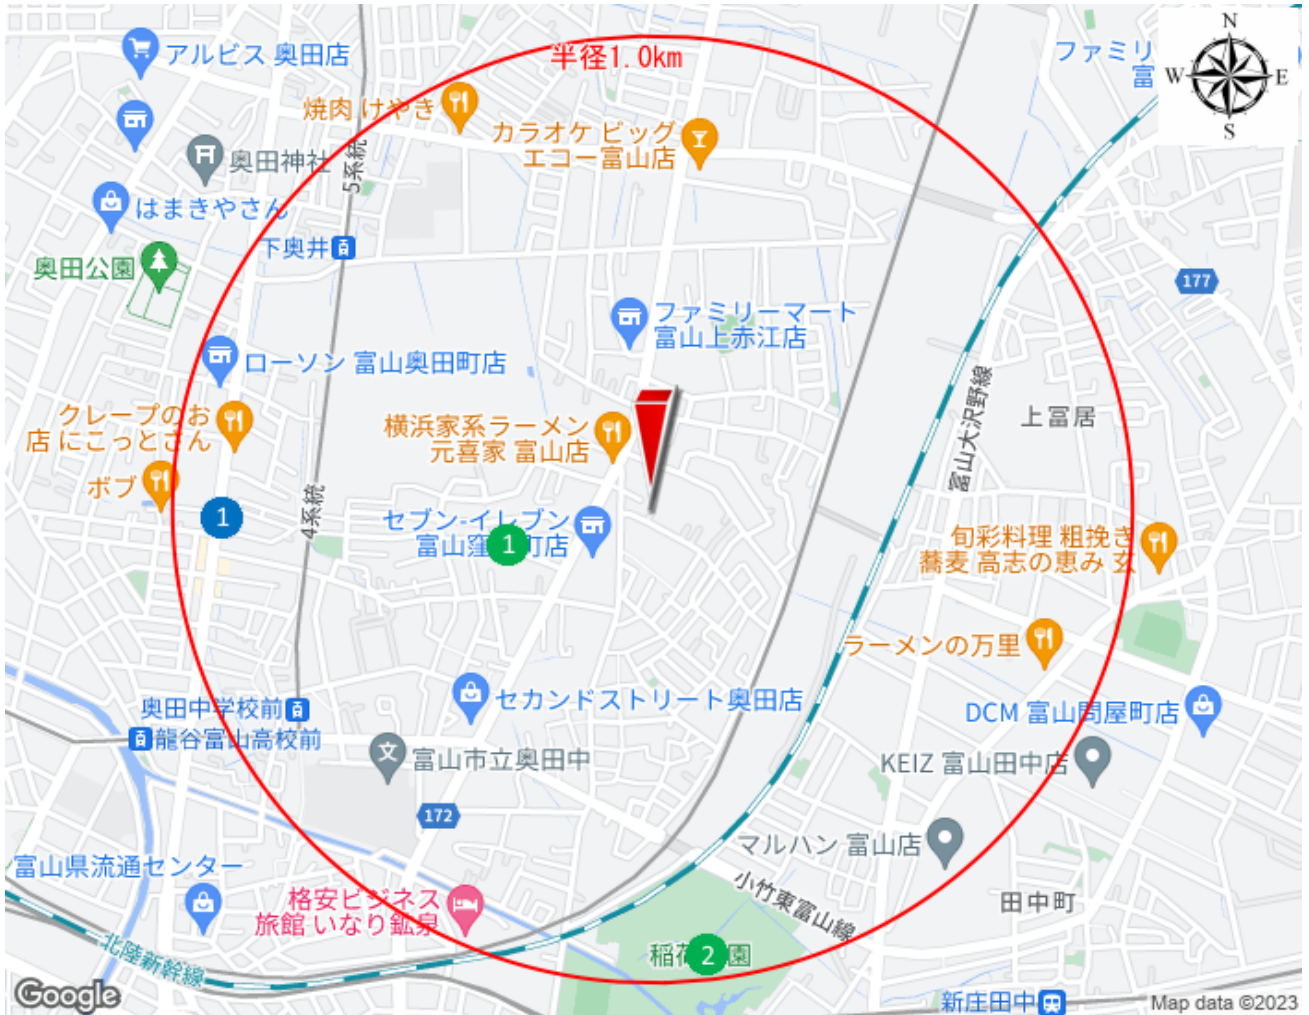 アルビス 奥田店
半径1.0km
ファミリ
富
N
W
E
S
焼肉 けやき
カラオケ ビッグ
エコー富山店
奥田神社
5系統
はまきやさん
下奥井
奥田公園
177
ファミリーマート
富山上赤江店
ローソン 富山奥田町店
クレープのお
店 にこっとさん
横浜家系ラーメン
元喜家 富山店
上冨居
富山大沢野線
ボブ
1
4系統
セブン-イレブン
富山窪
1
町店
旬彩料理 粗挽き
蕎麦 高志の恵み 玄
ラーメンの万里
奥田中学校前
セカンドストリート奥田店
DCM 富山問屋町店
龍谷富山高校前
富山市立奥田中
KEIZ 富山田中店
172
マルハン 富山店
富山県流通センター
格安ビジネス
旅館 いなり鉱泉
小竹東富山線
田中町
北陸新幹線
稲荷
2
園
Google
新庄田中
Map data ©2023